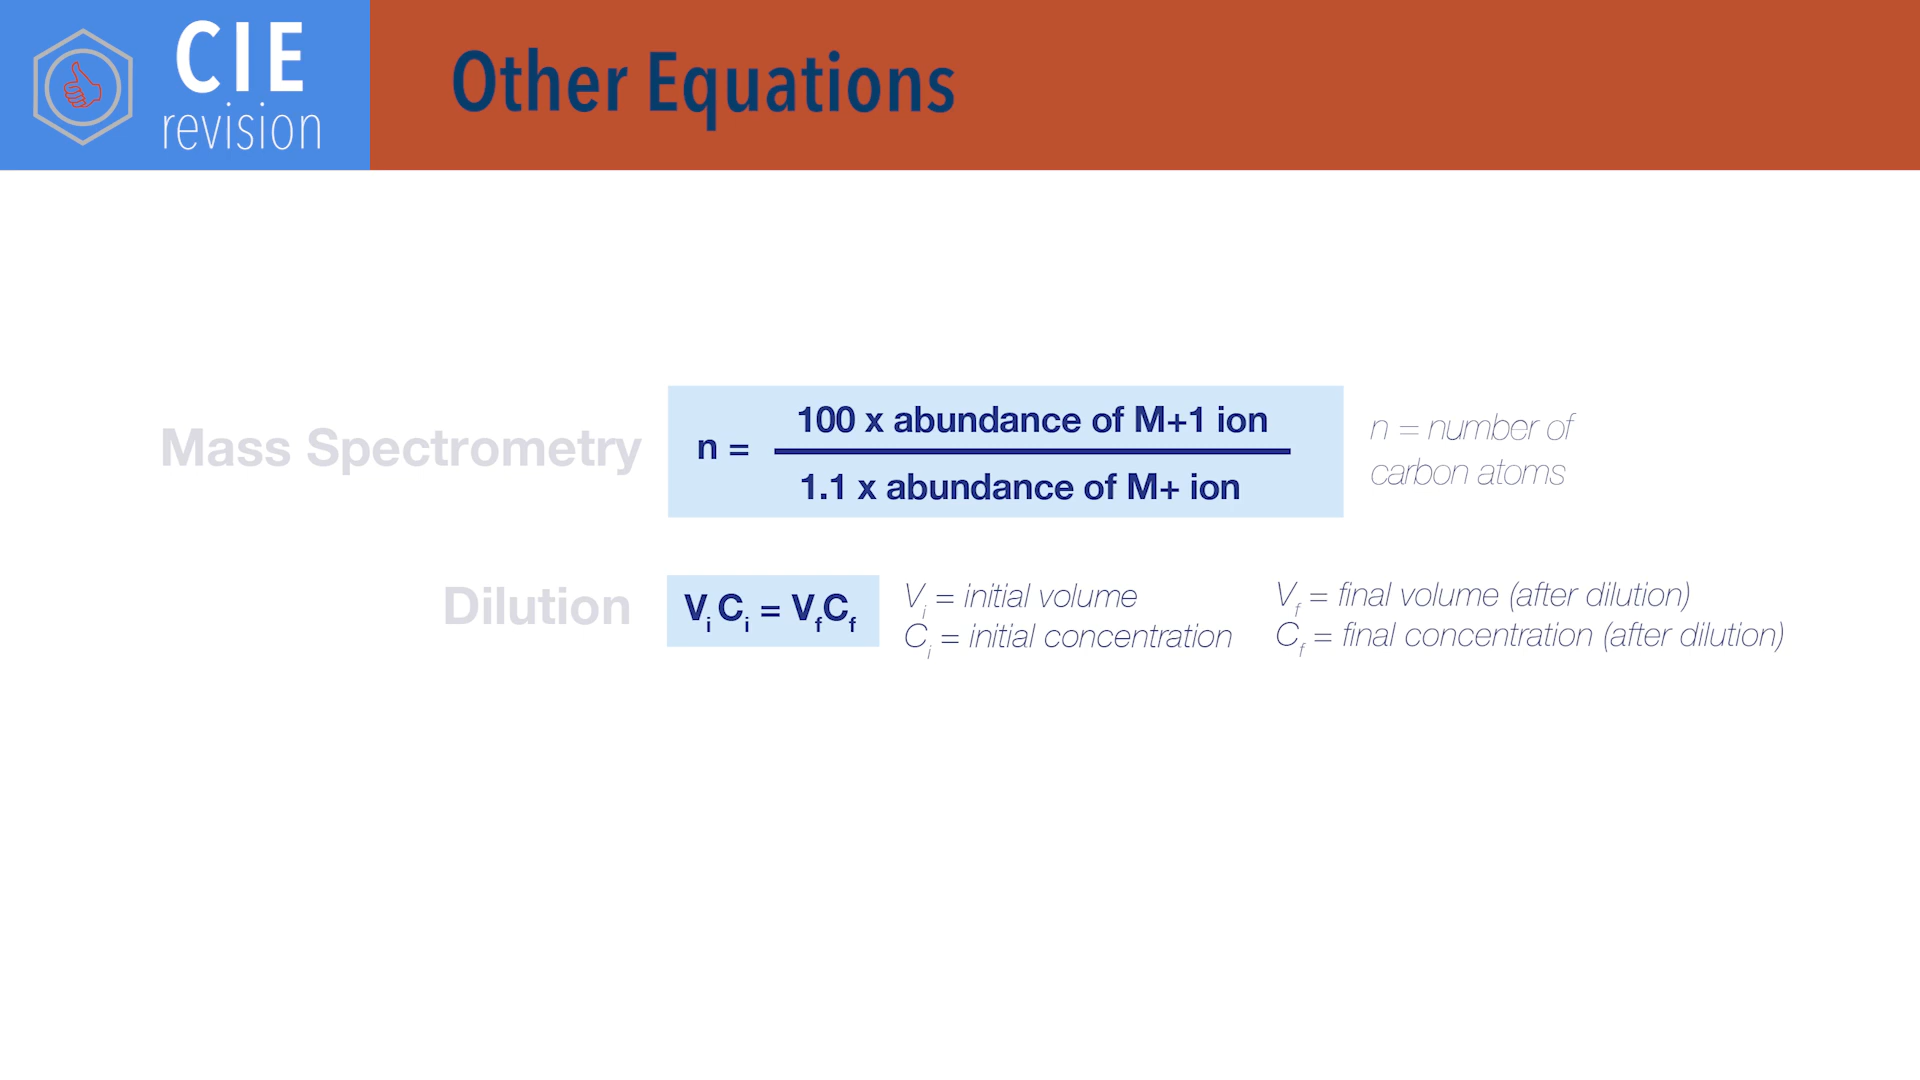 CIE
revision
Other Equations
Mass Spectrometry
n =
100 x abundance of M+1 ion
1.1 x abundance of M+ ion
n = number of
carbon atoms
Dilution
Vi Ci = VfCf
Vi = initial volume
Ci = initial concentration
Vf = final volume (after dilution)
Cf = final concentration (after dilution)